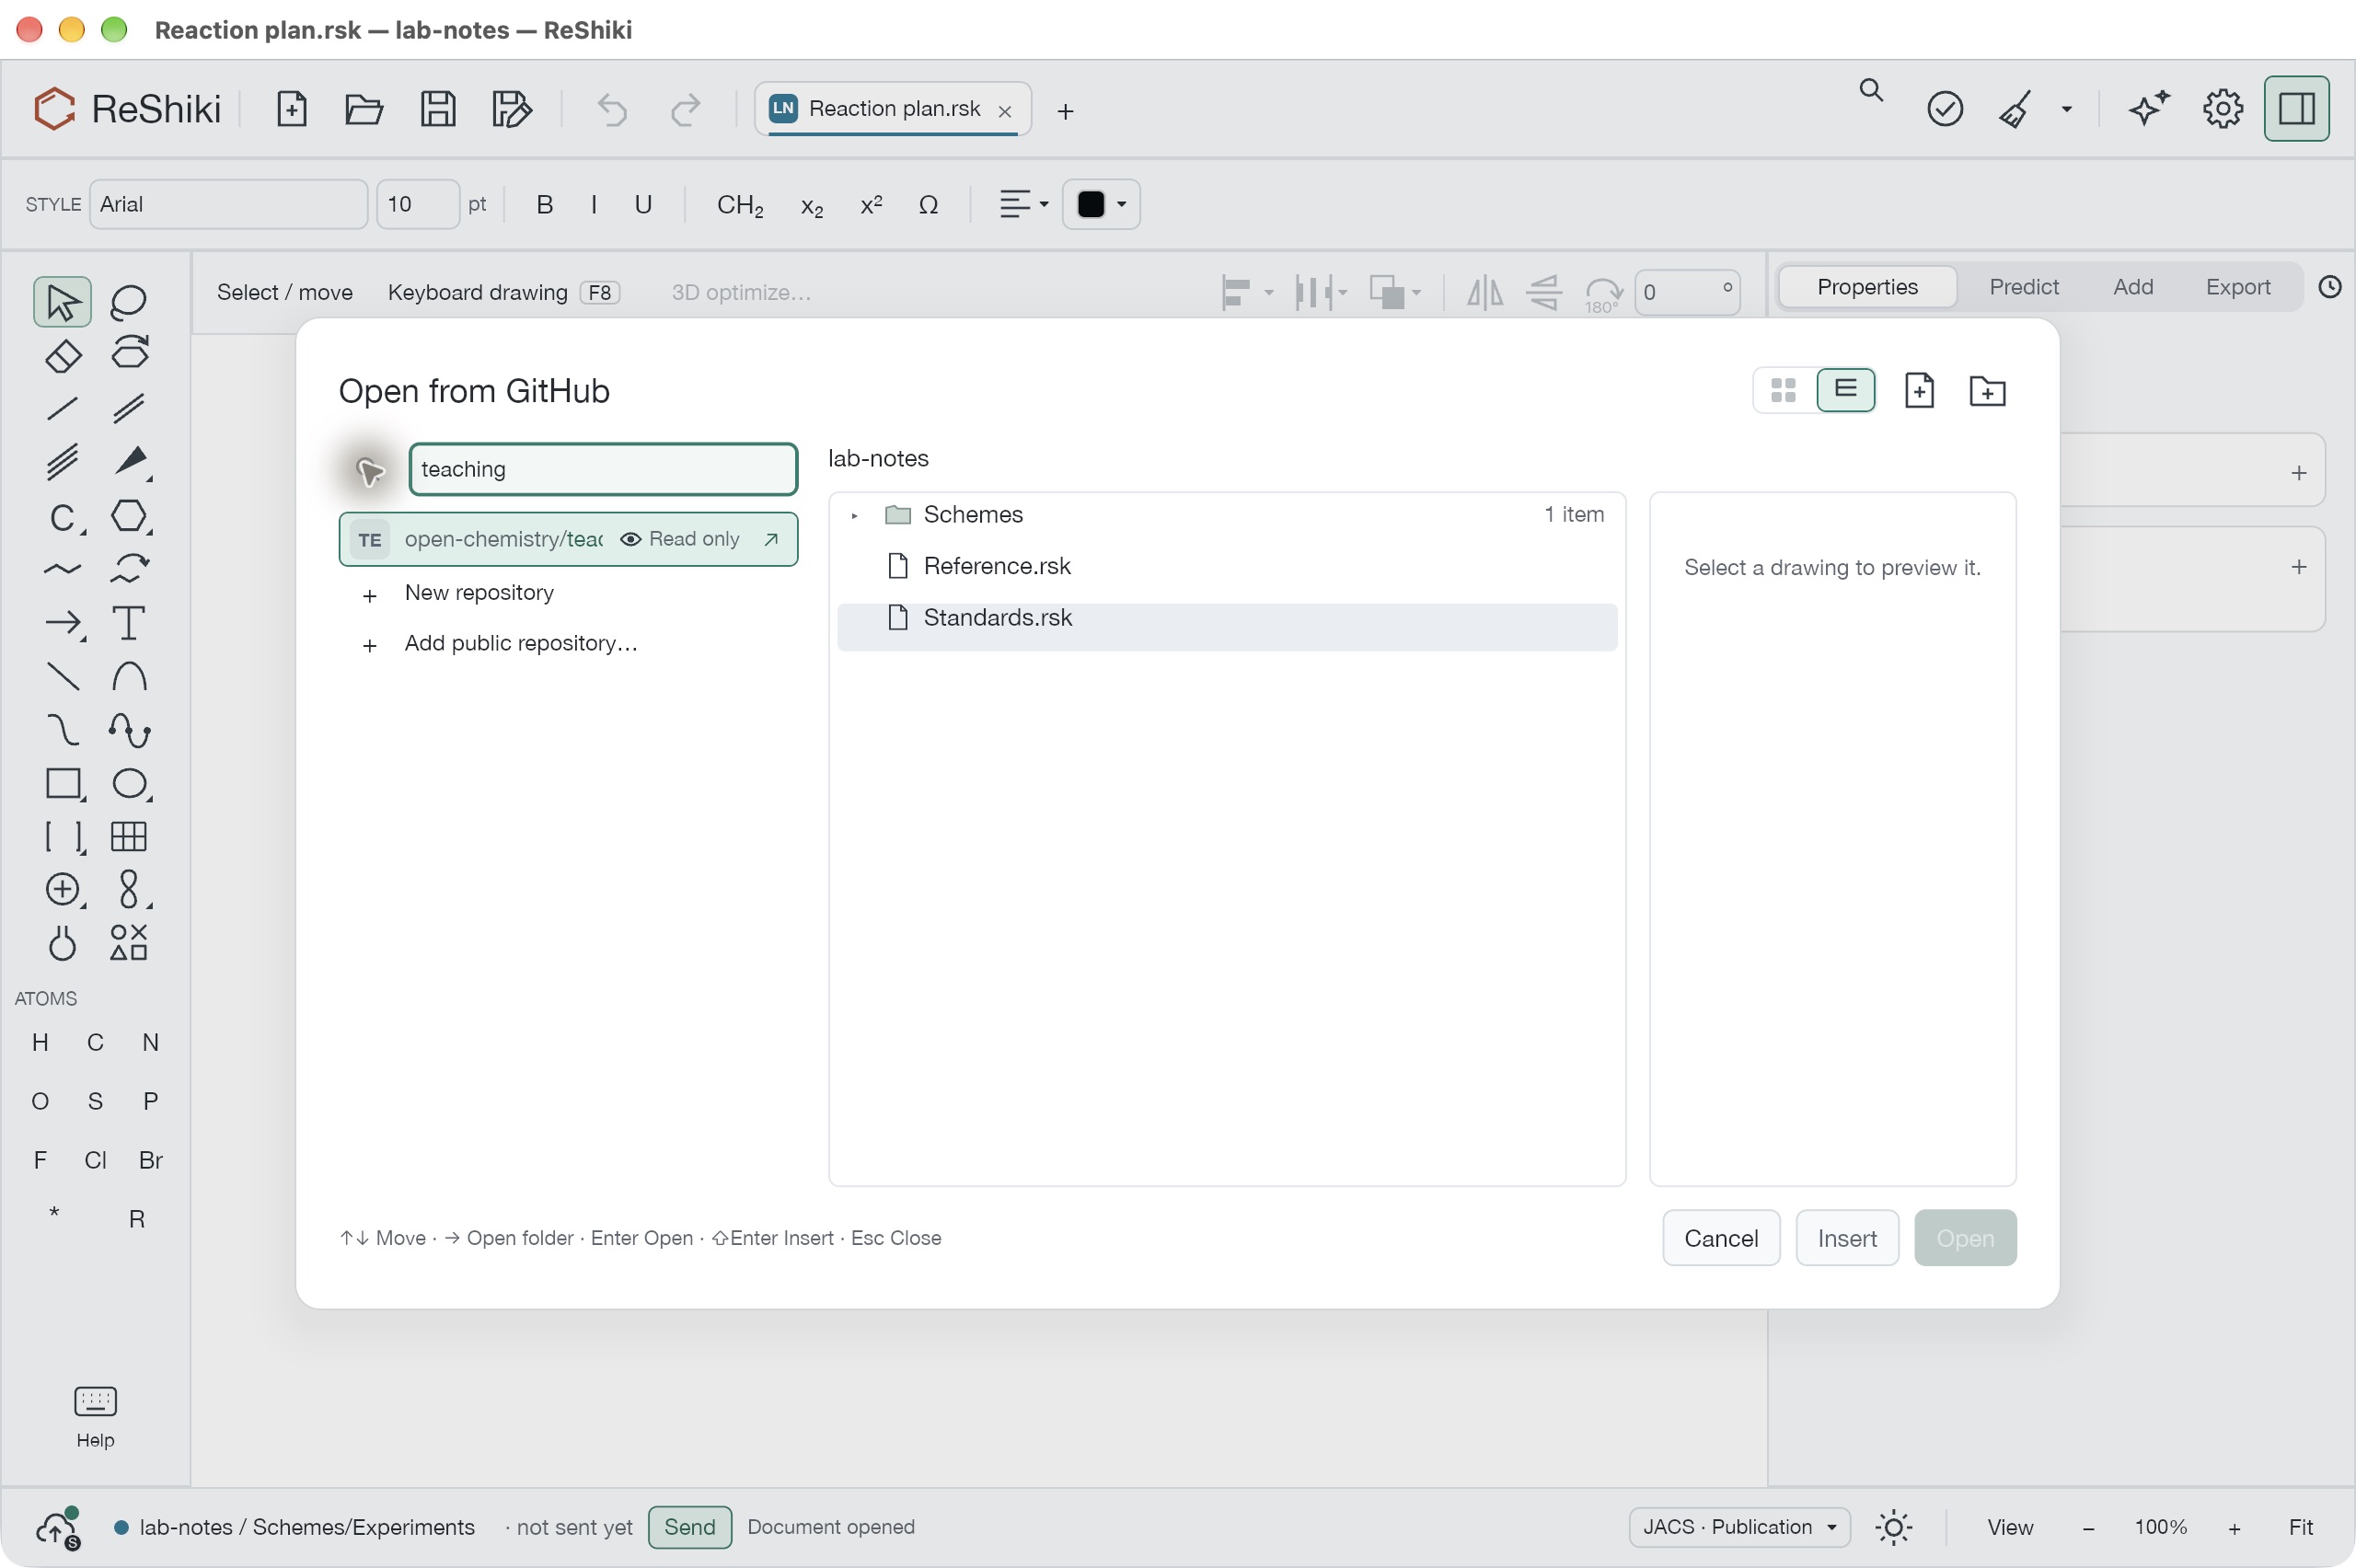 Reaction plan.rsk — lab-notes — ReShiki
ReShiki
LN Reaction plan.rsk
STYLE Arial 10 pt B I U CH₂ x₂ x² Ω
Select / move Keyboard drawing F8 3D optimize... 180° 0 °
Properties Predict Add Export
Open from GitHub
teaching
TE open-chemistry/teac Read only
+ New repository
+ Add public repository...
lab-notes
Schemes 1 item
Reference.rsk
Standards.rsk
Select a drawing to preview it.
↑↓ Move · → Open folder · Enter Open · ⇧Enter Insert · Esc Close
Cancel Insert Open
C
T
ATOMS
H C N
O S P
F Cl Br
* R
Help
S lab-notes / Schemes/Experiments · not sent yet Send Document opened
JACS · Publication View − 100% + Fit